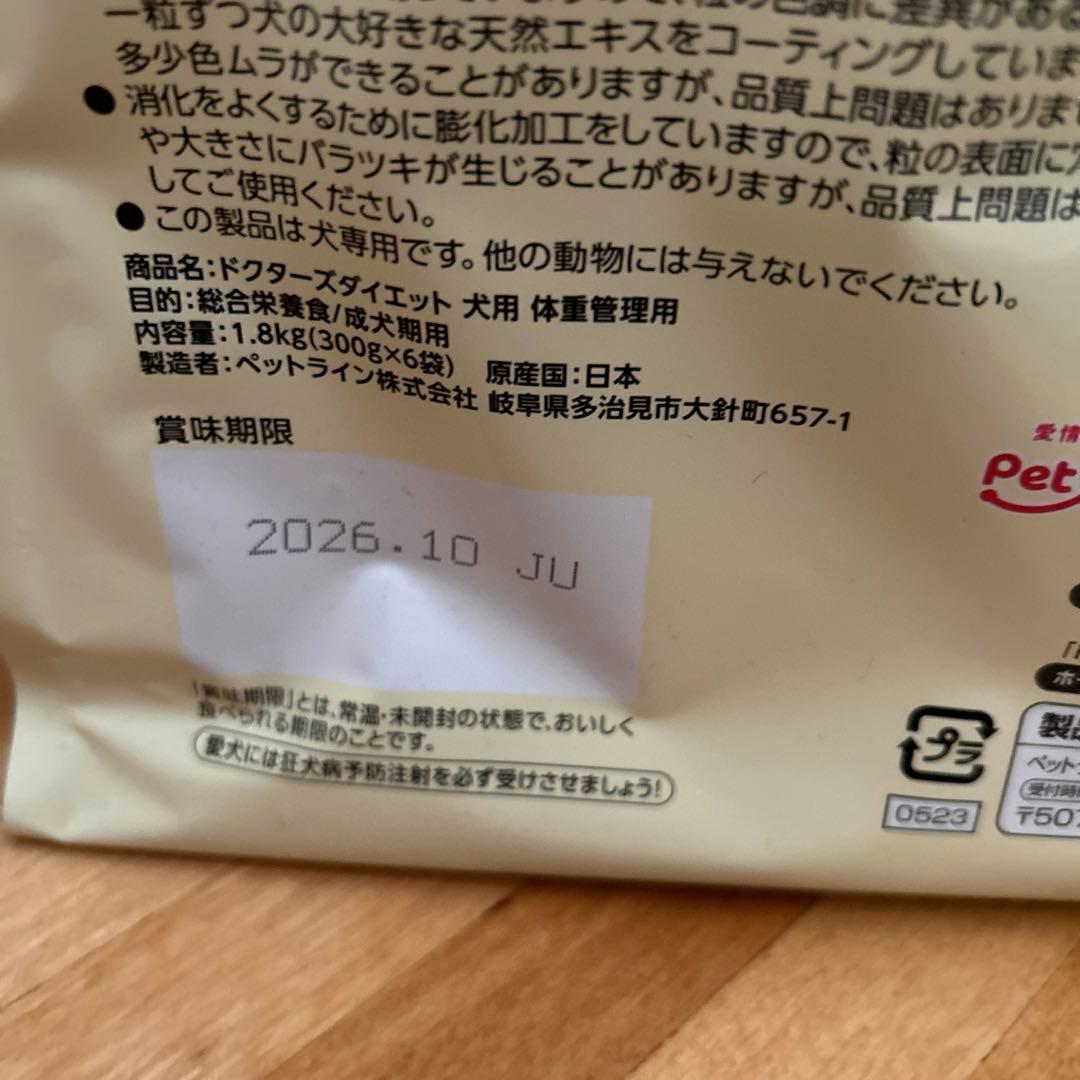 一粒ずつ犬の大好きな天然エキスをコーティングしていま
多少色ムラができることがありますが、品質上問題はありませ
●消化をよくするために膨化加工をしていますので、粒の表面に
や大きさにバラツキが生じることがありますが、品質上問題は
してご使用ください。
●この製品は犬専用です。他の動物には与えないでください。
商品名:ドクターズダイエット 犬用 体重管理用
目的:総合栄養食/成犬期用
内容量:1.8kg(300g×6袋) 原産国:日本
製造者:ペットライン株式会社 岐阜県多治見市大針町657-1
賞味期限
2026.10 JU
「賞味期限」とは、常温・未開封の状態で、おいしく
食べられる期限のことです。
愛犬には狂犬病予防注射を必ず受けさせましょう!
愛情
Pet
プラ
0523
ホー
製品
ペット
受付時間
〒507